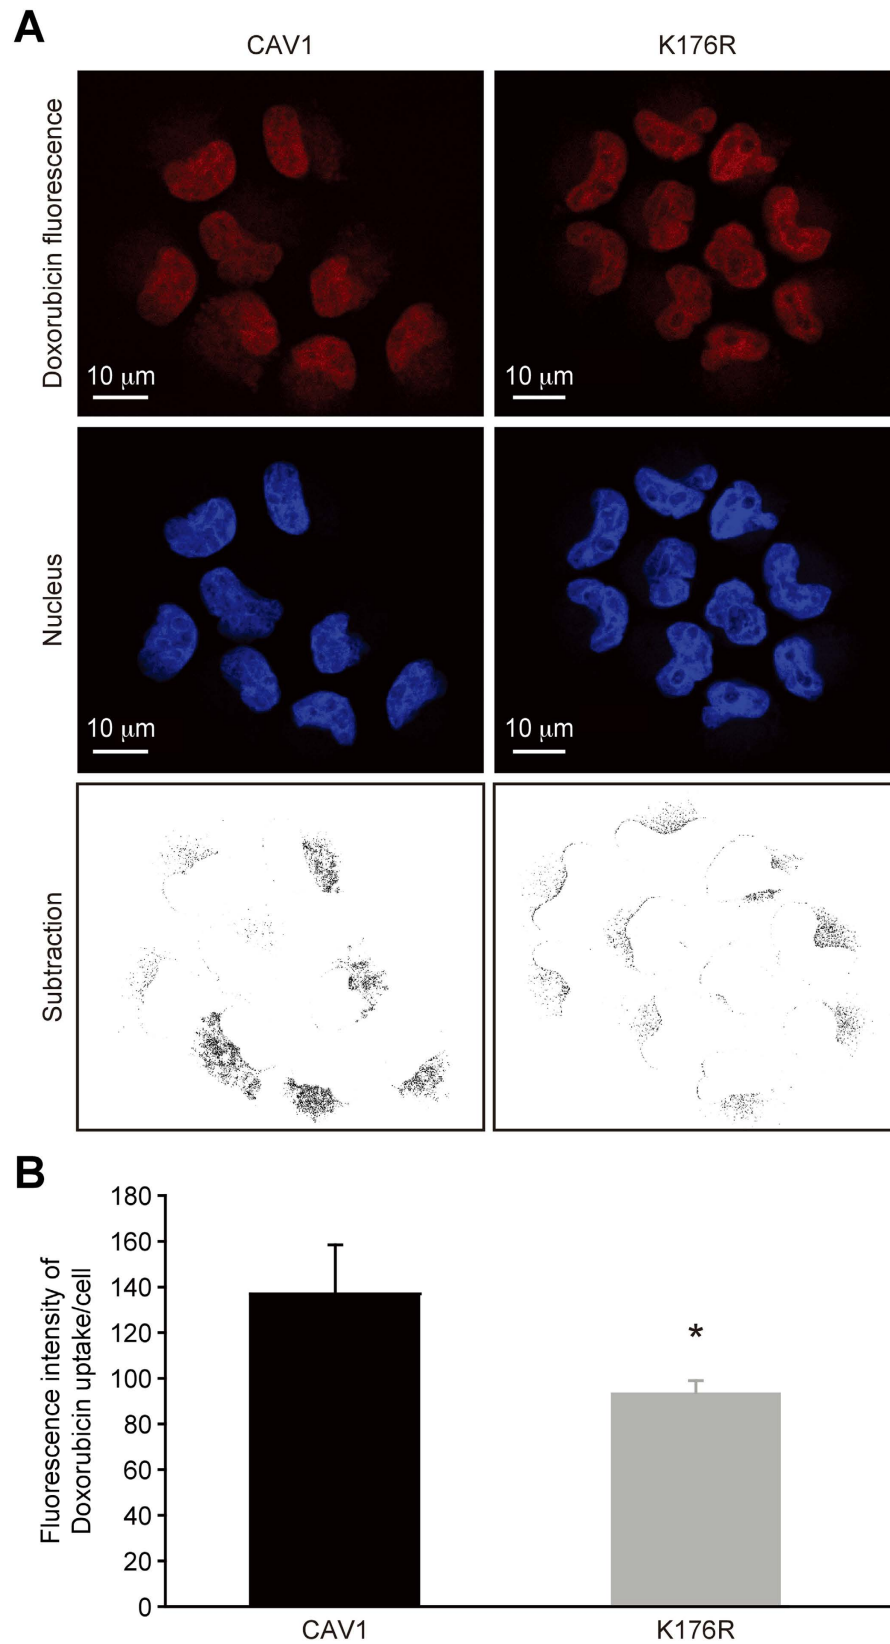 A
CAV1
K176R
Doxorubicin fluorescence
10 μm
10 μm
Nucleus
10 μm
10 μm
Subtraction
B
Fluorescence intensity of
Doxorubicin uptake/cell
180
160
140
120
100
80
60
40
20
0
*
CAV1
K176R